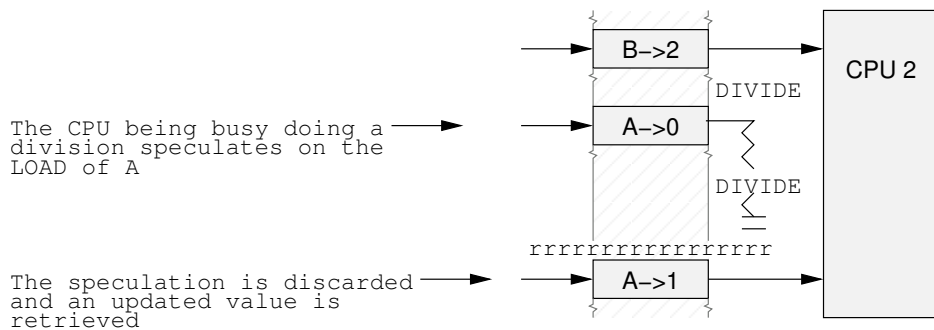 B->2
CPU 2
DIVIDE
The CPU being busy doing a
division speculates on the
LOAD of A
A->0
DIVIDE
rrrrrrrrrrrrrrrrr
The speculation is discarded
and an updated value is
retrieved
A->1